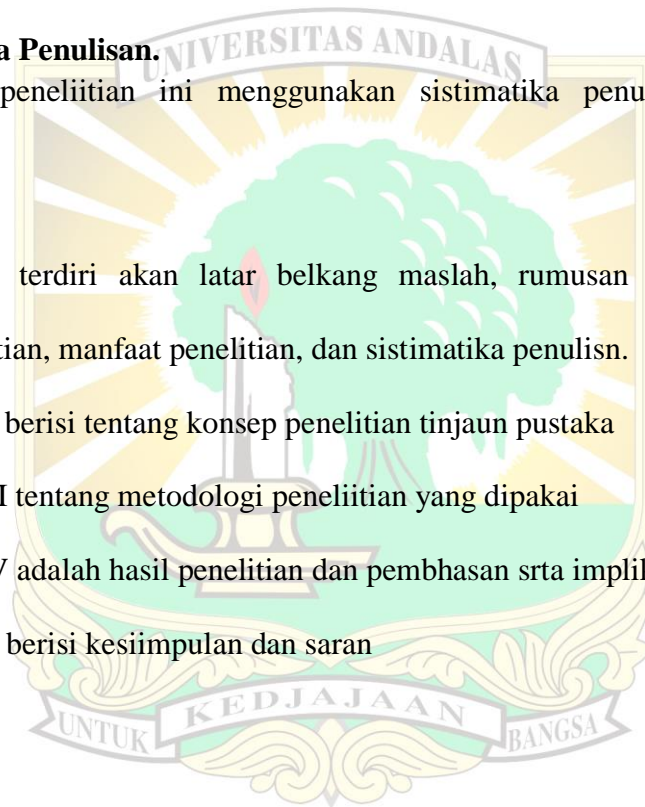 UNIVERSITAS ANDALAS
a Penulisan.
peneliitian ini menggunakan sistimatika penu
terdiri akan latar belkang maslah, rumusan
tian, manfaat penelitian, dan sistimatika penulisn.
berisi tentang konsep penelitian tinjaun pustaka
I tentang metodologi peneliitian yang dipakai
V adalah hasil penelitian dan pembhasan srta impli
berisi kesiimpulan dan saran
UNTUK KEDJAJAAN BANGSA